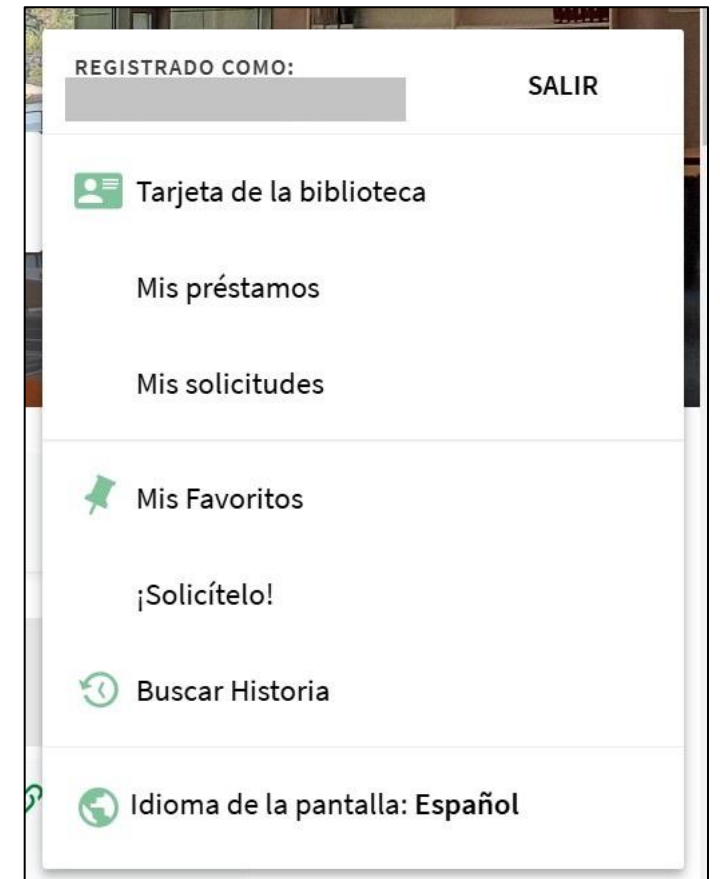 REGISTRADO COMO:
SALIR
Tarjeta de la biblioteca
Mis préstamos
Mis solicitudes
Mis Favoritos
¡Solicítelo!
Buscar Historia
Idioma de la pantalla: Español